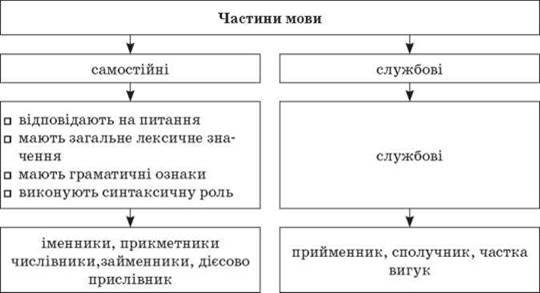 Частини мови
самостійні
службові
відповідають на питання
мають загальне лексичне зна-
чення
мають граматичні ознаки
виконують синтаксичну роль
службові
іменники, прикметники
числівники,займенники, дієсово
прислівник
прийменник, сполучник, частка
вигук